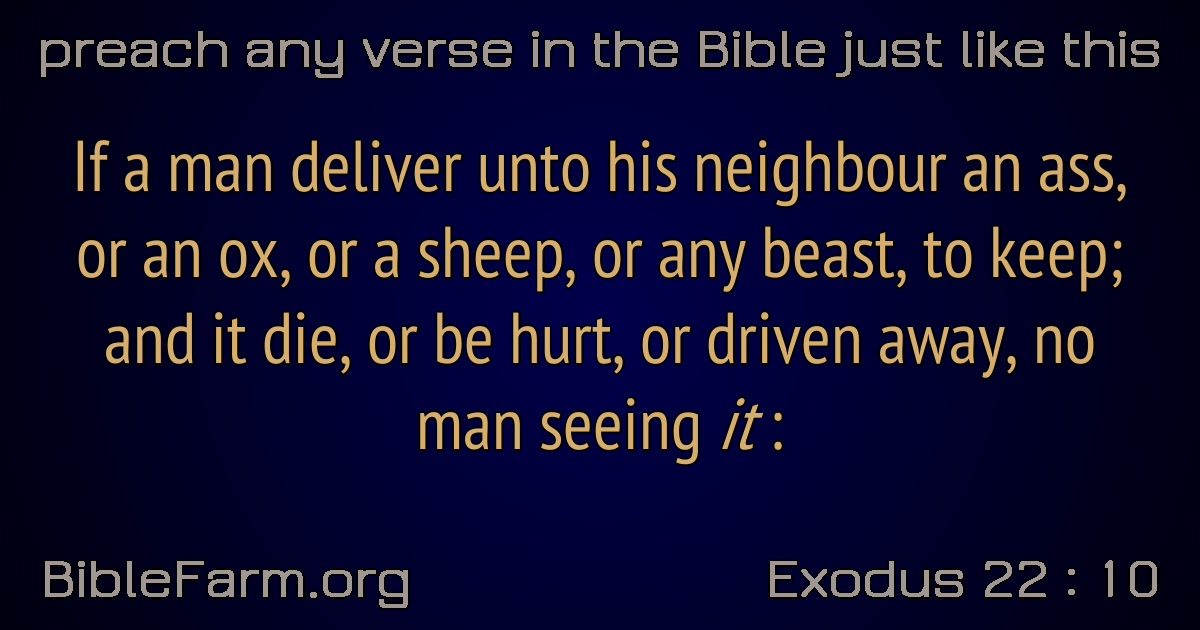 preach any verse in the Bible just like this
If a man deliver unto his neighbour an ass,
or an ox, or a sheep, or any beast, to keep;
and it die, or be hurt, or driven away, no
man seeing it :
BibleFarm.org
Exodus 22 : 10